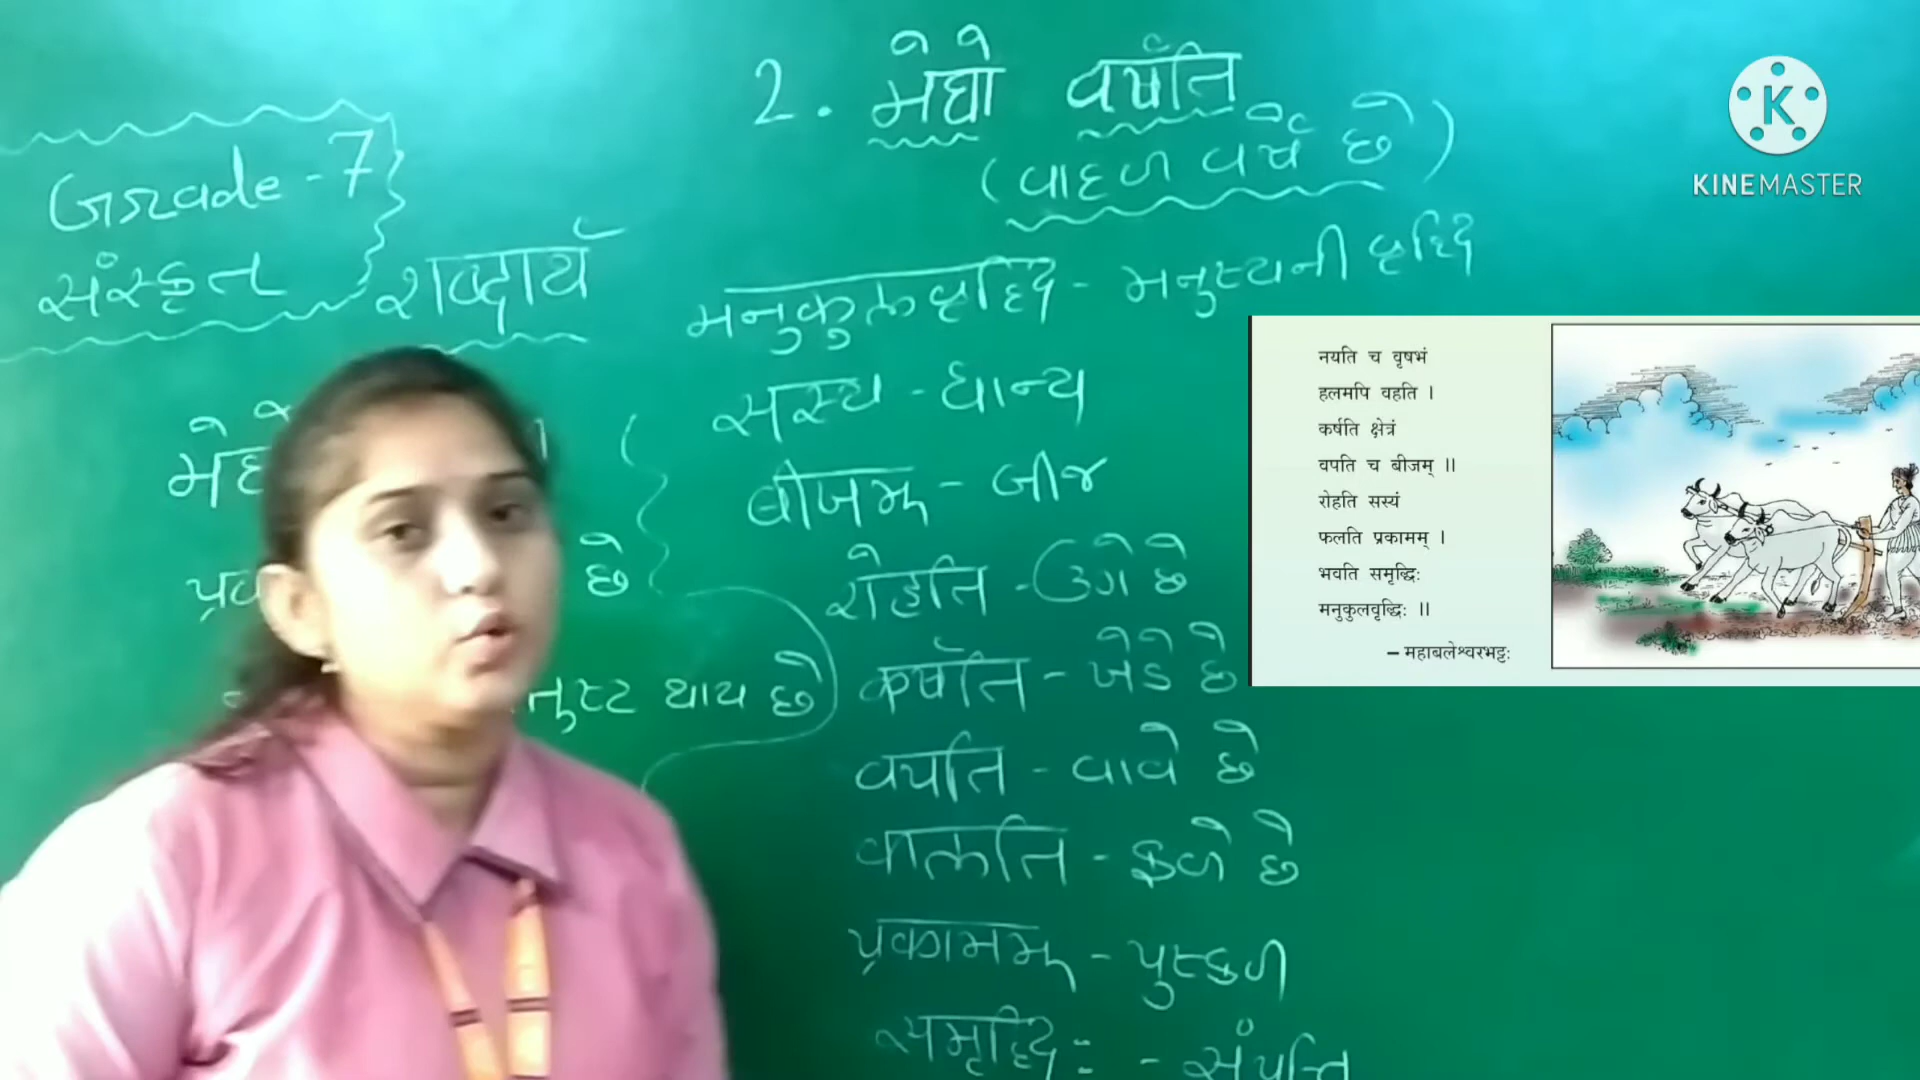 2. मेघो वर्षति
(વાદળ વર્ષે છે)
Grade-7
संस्कृत
शब्दार्थ
मनुकुलवृद्धि - મનુષ્યની વૃદ્ધિ
सस्य - ધાન્ય
बीजम् - બીજ
रोहति - ઉગે છે
कर्षति - ખેડે છે
वपति - વાવે છે
फलति - ફળે છે
प्रकामम् - પુષ્કળ
समृद्धिः - સંપત્તિ
છે
થાય છે
नयति च वृषभं
हलमपि वहति ।
कर्षति क्षेत्रं
वपति च बीजम् ॥
रोहति सस्यं
फलति प्रकामम् ।
भवति समृद्धिः
मनुकुलवृद्धिः ॥
– महाबलेश्वरभट्टः
K
KINEMASTER